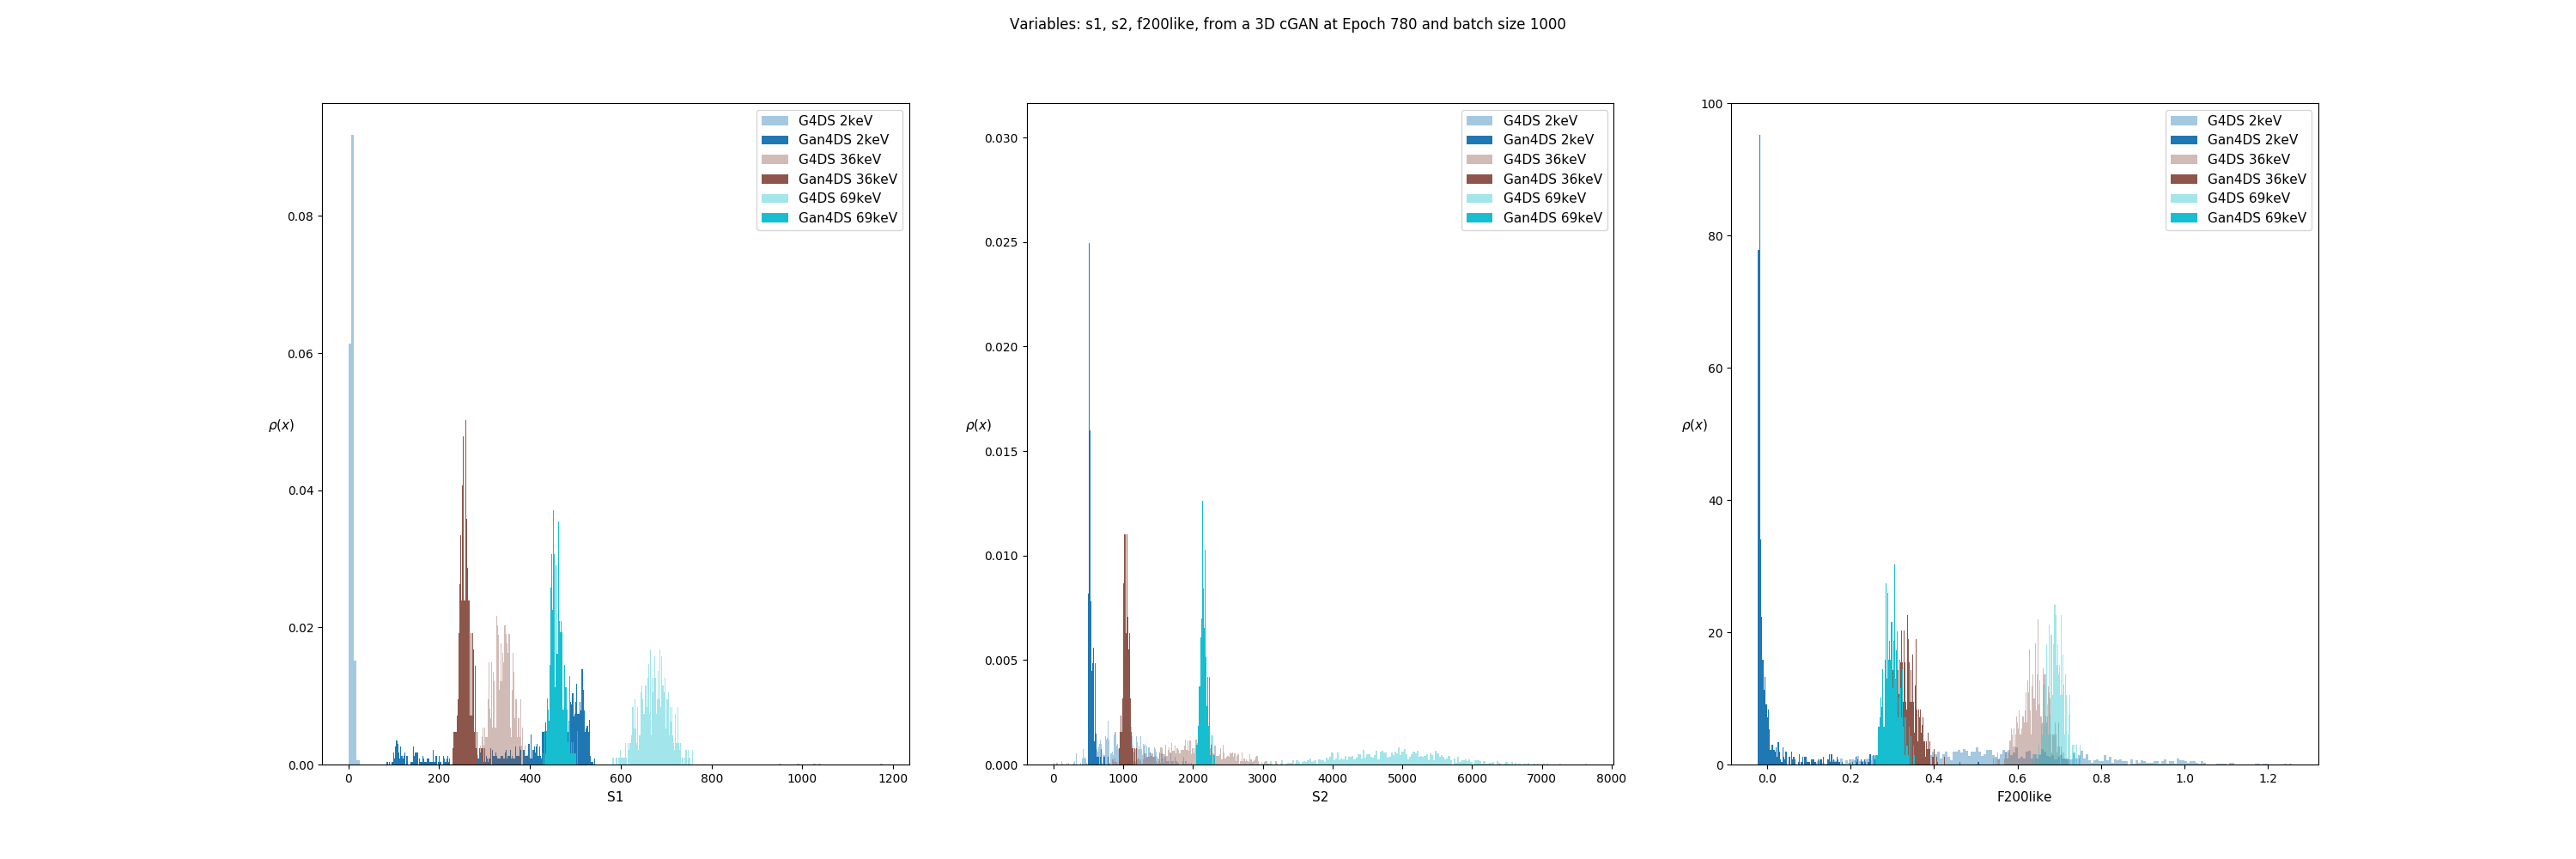 Variables: s1, s2, f200like, from a 3D cGAN at Epoch 780 and batch size 1000
G4DS 2keV
Gan4DS 2keV
G4DS 36keV
Gan4DS 36keV
G4DS 69keV
Gan4DS 69keV
0.08
0.06
0.04
0.02
0.00
ρ(x)
0 200 400 600 800 1000 1200
S1
G4DS 2keV
Gan4DS 2keV
G4DS 36keV
Gan4DS 36keV
G4DS 69keV
Gan4DS 69keV
0.030
0.025
0.020
0.015
0.010
0.005
0.000
ρ(x)
0 1000 2000 3000 4000 5000 6000 7000 8000
S2
G4DS 2keV
Gan4DS 2keV
G4DS 36keV
Gan4DS 36keV
G4DS 69keV
Gan4DS 69keV
100
80
60
40
20
0
ρ(x)
0.0 0.2 0.4 0.6 0.8 1.0 1.2
F200like